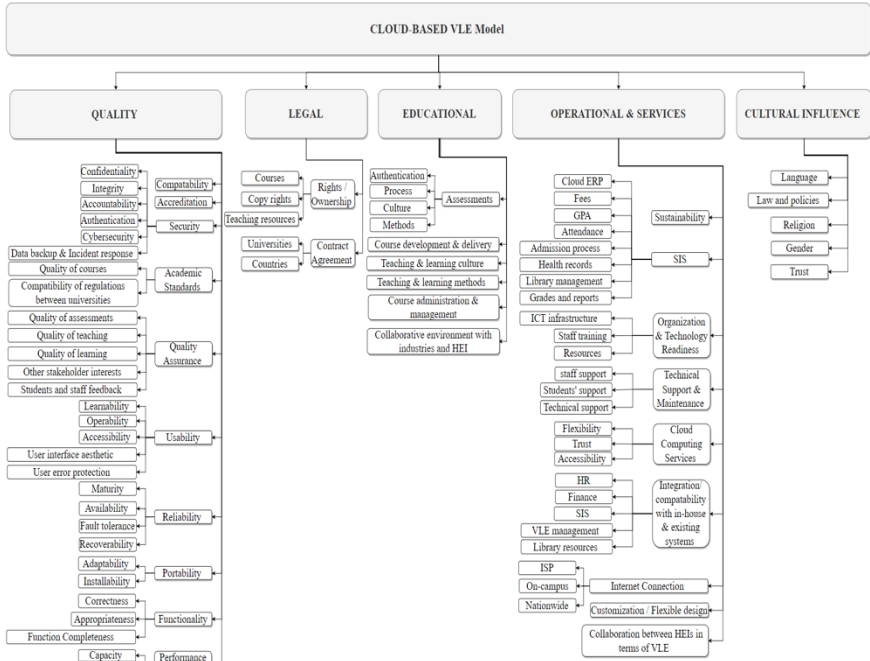 CLOUD-BASED VLE Model
QUALITY
LEGAL
EDUCATIONAL
OPERATIONAL & SERVICES
CULTURAL INFLUENCE
Confidentiality
Integrity
Accountability
Authentication
Cybersecurity
Data backup & Incident response
Compatability
Accreditation
Security
Quality of courses
Compatibility of regulations
between universities
Academic
Standards
Quality of assessments
Quality of teaching
Quality of learning
Other stakeholder interests
Students and staff feedback
Quality
Assurance
Learnability
Operability
Accessibility
User interface aesthetic
User error protection
Usability
Maturity
Availability
Fault tolerance
Recoverability
Reliability
Adaptability
Installability
Portability
Correctness
Appropriateness
Function Completeness
Functionality
Capacity
Performance
Courses
Copy rights
Teaching resources
Rights /
Ownership
Universities
Countries
Contract
Agreement
Authentication
Process
Culture
Methods
Assessments
Course development & delivery
Teaching & learning culture
Teaching & learning methods
Course administration &
management
Collaborative environment with
industries and HEI
Cloud ERP
Fees
GPA
Attendance
Admission process
Health records
Library management
Grades and reports
Sustainability
SIS
ICT infrastructure
Staff training
Resources
Organization
& Technology
Readiness
staff support
Students' support
Technical support
Technical
Support &
Maintenance
Flexibility
Trust
Accessibility
Cloud
Computing
Services
HR
Finance
SIS
VLE management
Library resources
Integration/
compatability
with in-house
& existing
systems
ISP
On-campus
Nationwide
Internet Connection
Customization / Flexible design
Collaboration between HEIs in
terms of VLE
Language
Law and policies
Religion
Gender
Trust